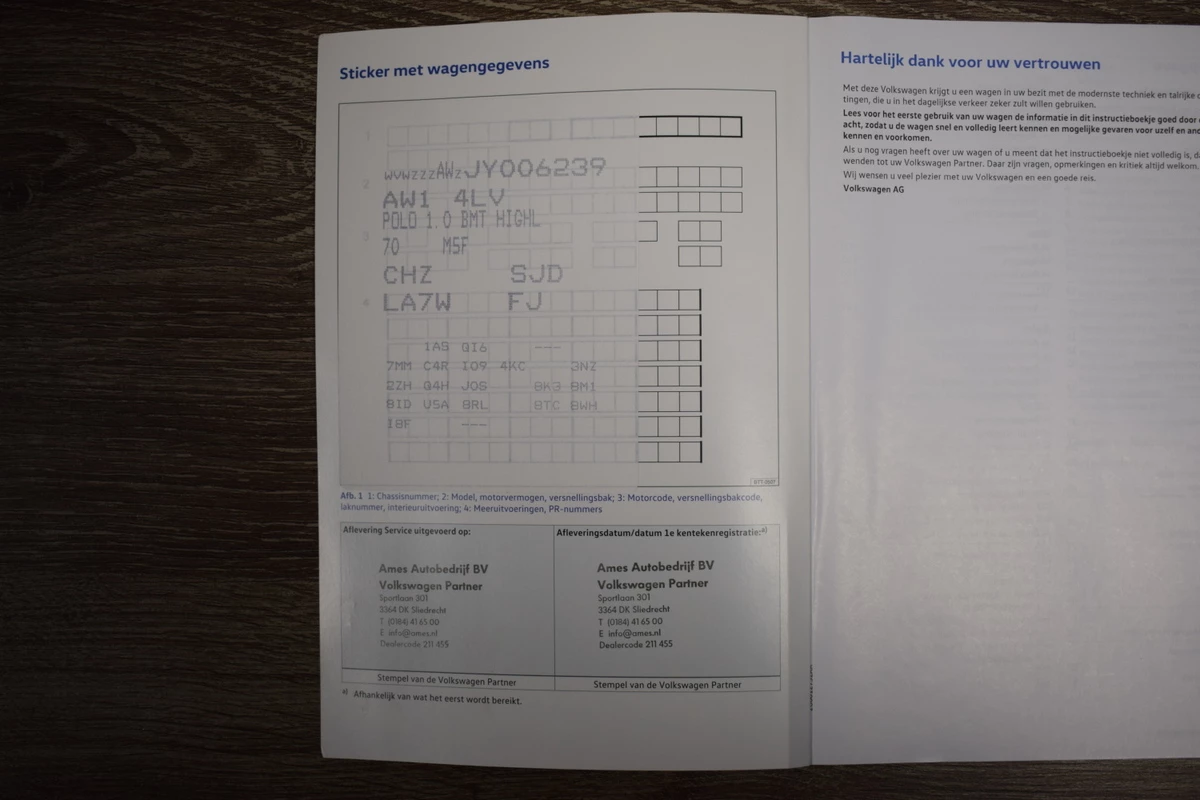 Sticker met wagengegevens
1
WVWZZZAWZJY006239
2
AW1 4LV
POLO 1.0 BMT HIGHL
3
70 M5F
CHZ SJD
4
LA7W FJ
1AS QI6 ---
7MM C4R I09 4KC 3NZ
2ZH G4H J0S 8K3 8M1
8ID U5A 8RL 8TC 8WH
I8F ---
Afb. 1 1: Chassisnummer; 2: Model, motorvermogen, versnellingsbak; 3: Motorcode, versnellingsbakcode,
laknummer, interieuruitvoering; 4: Meeruitvoeringen, PR-nummers
Aflevering Service uitgevoerd op:
Ames Autobedrijf BV
Volkswagen Partner
Sportlaan 301
3364 DK Sliedrecht
T (0184) 41 65 00
E info@ames.nl
Dealercode 211 455
Stempel van de Volkswagen Partner
Afleveringsdatum/datum 1e kentekenregistratie:a)
Ames Autobedrijf BV
Volkswagen Partner
Sportlaan 301
3364 DK Sliedrecht
T (0184) 41 65 00
E info@ames.nl
Dealercode 211 455
Stempel van de Volkswagen Partner
a) Afhankelijk van wat het eerst wordt bereikt.
Hartelijk dank voor uw vertrouwen
Met deze Volkswagen krijgt u een wagen in uw bezit met de modernste techniek en talrijke
tingen, die u in het dagelijkse verkeer zeker zult willen gebruiken.
Lees voor het eerste gebruik van uw wagen de informatie in dit instructieboekje goed door
acht, zodat u de wagen snel en volledig leert kennen en mogelijke gevaren voor uzelf en
kennen en voorkomen.
Als u nog vragen heeft over uw wagen of u meent dat het instructieboekje niet volledig is,
wenden tot uw Volkswagen Partner. Daar zijn vragen, opmerkingen en kritiek altijd welkom.
Wij wensen u veel plezier met uw Volkswagen en een goede reis.
Volkswagen AG